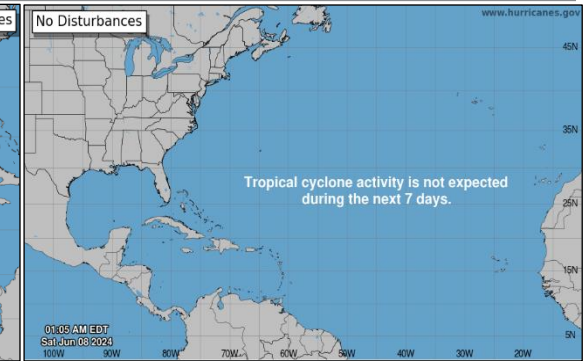 es
No Disturbances
www.hurricanes.gov
45N
35N
Tropical cyclone activity is not expected
during the next 7 days.
25N
15N
01:05 AM EDT
Sat Jun 08 2024
5N
100W 90W 80W 70W 60W 50W 40W 30W 20W